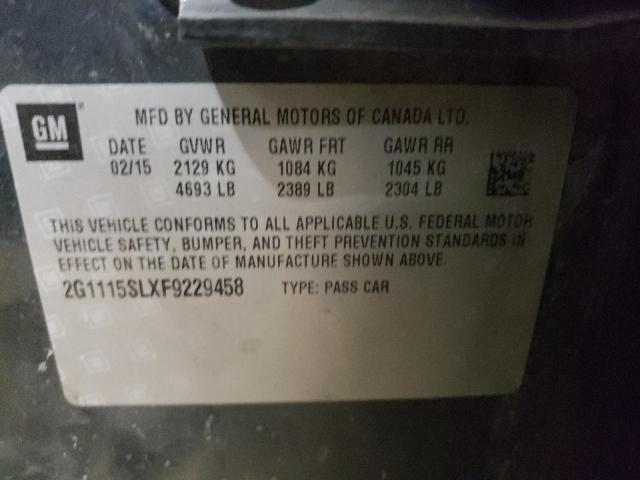 GM®
MFD BY GENERAL MOTORS OF CANADA LTD.
DATE GVWR GAWR FRT GAWR RR
02/15 2129 KG 1084 KG 1045 KG
4693 LB 2389 LB 2304 LB
THIS VEHICLE CONFORMS TO ALL APPLICABLE U.S. FEDERAL MOTOR
VEHICLE SAFETY, BUMPER, AND THEFT PREVENTION STANDARDS IN
EFFECT ON THE DATE OF MANUFACTURE SHOWN ABOVE.
2G1115SLXF9229458 TYPE: PASS CAR